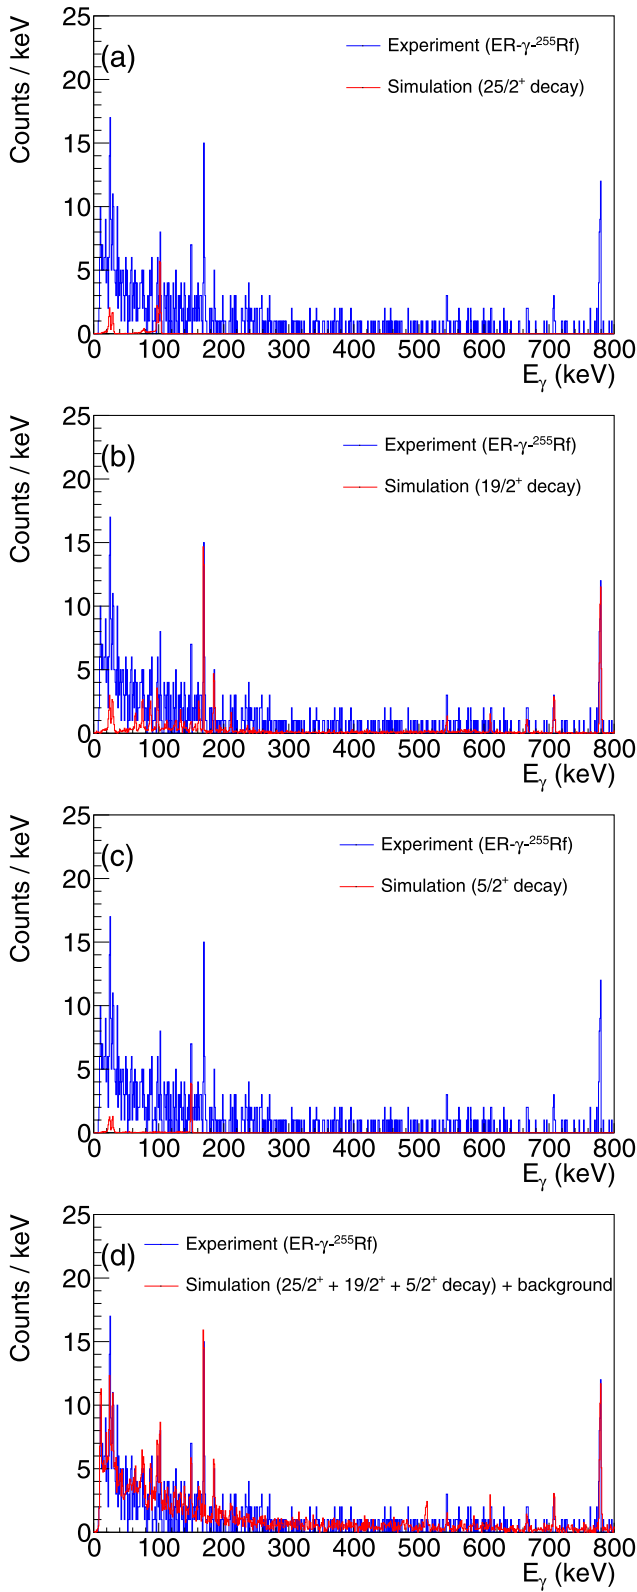 Counts / keV
25
20
15
10
5
0
(a)
Experiment (ER-γ-²⁵⁵Rf)
Simulation (25/2⁺ decay)
0 100 200 300 400 500 600 700 800
E_γ (keV)
Counts / keV
25
20
15
10
5
0
(b)
Experiment (ER-γ-²⁵⁵Rf)
Simulation (19/2⁺ decay)
0 100 200 300 400 500 600 700 800
E_γ (keV)
Counts / keV
25
20
15
10
5
0
(c)
Experiment (ER-γ-²⁵⁵Rf)
Simulation (5/2⁺ decay)
0 100 200 300 400 500 600 700 800
E_γ (keV)
Counts / keV
25
20
15
10
5
0
(d)
Experiment (ER-γ-²⁵⁵Rf)
Simulation (25/2⁺ + 19/2⁺ + 5/2⁺ decay) + background
0 100 200 300 400 500 600 700 800
E_γ (keV)